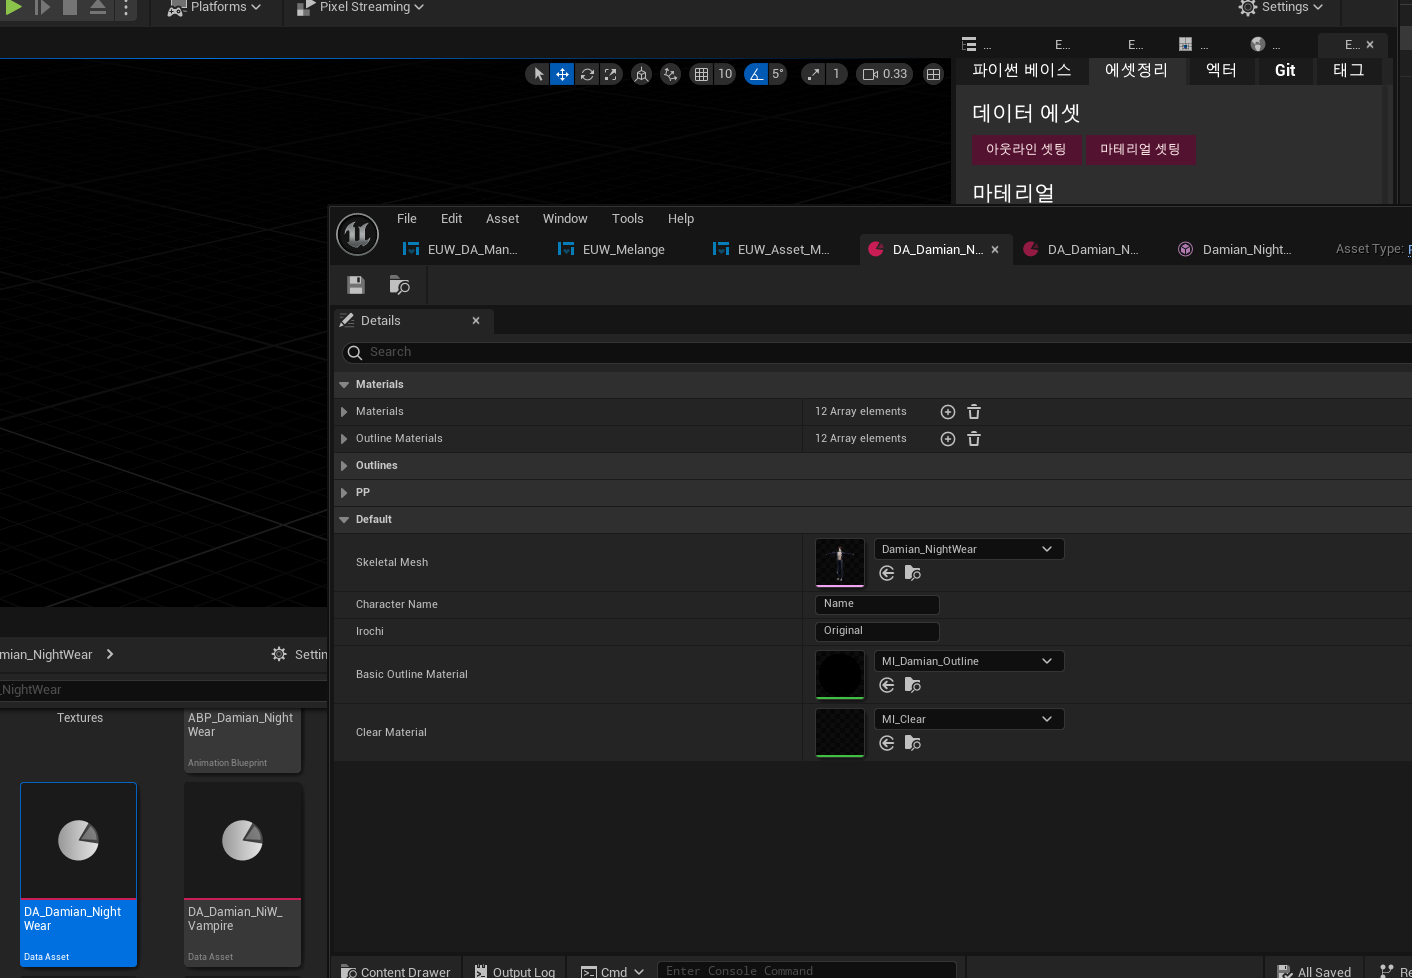 Platforms
Pixel Streaming
Settings
...
E...
E...
...
...
E...
10
5°
1
0.33
파이썬 베이스
에셋정리
엑터
Git
태그
데이터 에셋
아웃라인 셋팅
마테리얼 셋팅
마테리얼
File
Edit
Asset
Window
Tools
Help
EUW_DA_Man...
EUW_Melange
EUW_Asset_M...
DA_Damian_N...
DA_Damian_N...
Damian_Night...
Asset Type:
Details
Search
Materials
Materials
12 Array elements
Outline Materials
12 Array elements
Outlines
PP
Default
Skeletal Mesh
Damian_NightWear
Character Name
Name
Irochi
Original
Basic Outline Material
MI_Damian_Outline
Clear Material
MI_Clear
mian_NightWear
Settin
_NightWear
Textures
ABP_Damian_Night
Wear
Animation Blueprint
DA_Damian_Night
Wear
Data Asset
DA_Damian_NiW_
Vampire
Data Asset
Content Drawer
Output Log
Cmd
Enter Console Command
All Saved
Re